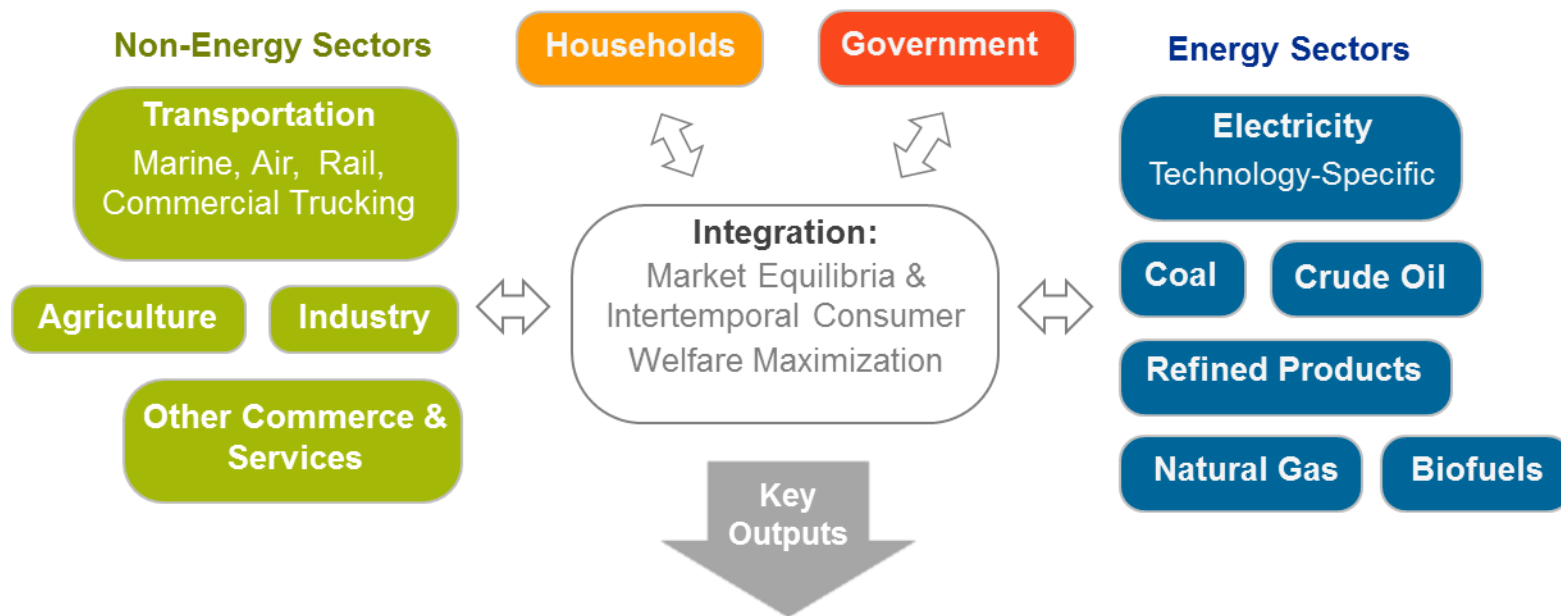 Non-Energy Sectors
Households
Government
Energy Sectors
Transportation
Marine, Air, Rail,
Commercial Trucking
Agriculture
Industry
Other Commerce &
Services
Integration:
Market Equilibria &
Intertemporal Consumer
Welfare Maximization
Electricity
Technology-Specific
Coal
Crude Oil
Refined Products
Natural Gas
Biofuels
Key
Outputs